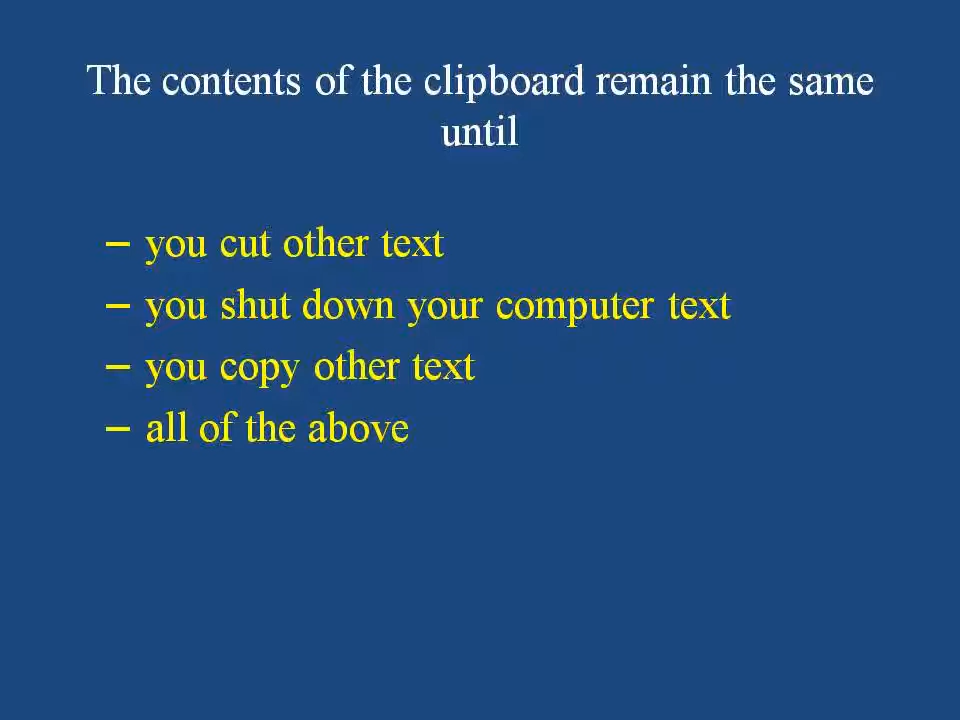 The contents of the clipboard remain the same
until
– you cut other text
– you shut down your computer text
– you copy other text
– all of the above